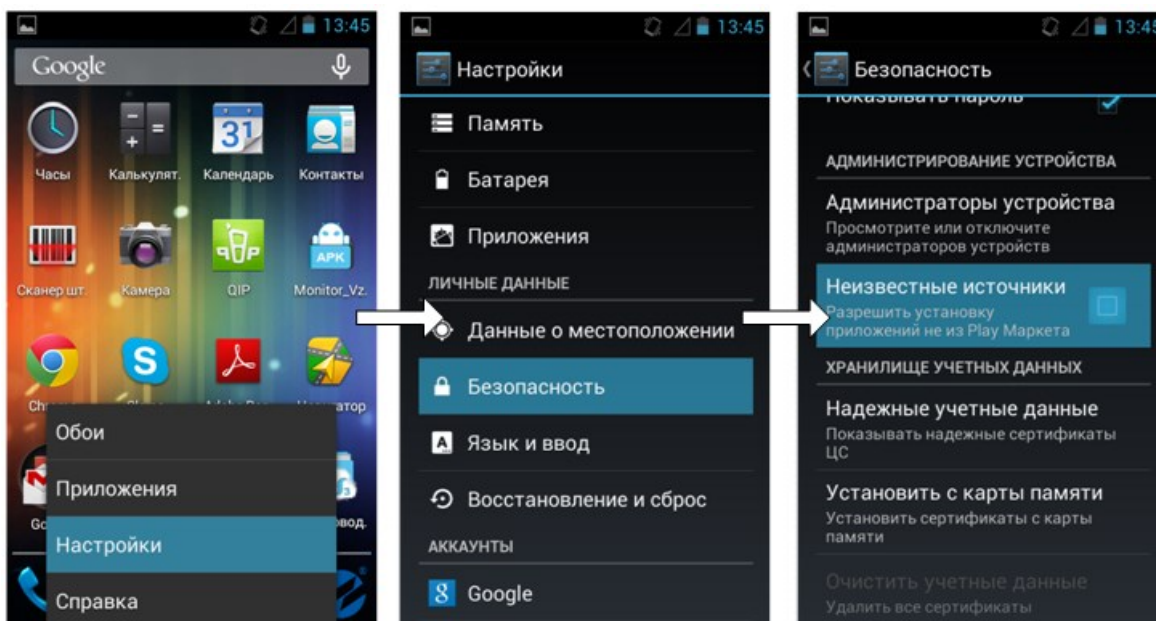 13:45
Google
31
Часы
Калькулят.
Календарь
Контакты
APK
Сканер шт.
Камера
QIP
Monitor_Vz.
S
Обои
Приложения
Настройки
Справка
13:45
Настройки
Память
Батарея
Приложения
ЛИЧНЫЕ ДАННЫЕ
Данные о местоположении
Безопасность
A
Язык и ввод
Восстановление и сброс
АККАУНТЫ
8
Google
13:45
Безопасность
Показывать пароль
АДМИНИСТРИРОВАНИЕ УСТРОЙСТВА
Администраторы устройства
Просмотрите или отключите
администраторов устройств
Неизвестные источники
Разрешить установку
приложений не из Play Маркета
ХРАНИЛИЩЕ УЧЕТНЫХ ДАННЫХ
Надежные учетные данные
Показывать надежные сертификаты
ЦС
Установить с карты памяти
Установить сертификаты с карты
памяти
Очистить учетные данные
Удалить все сертификаты